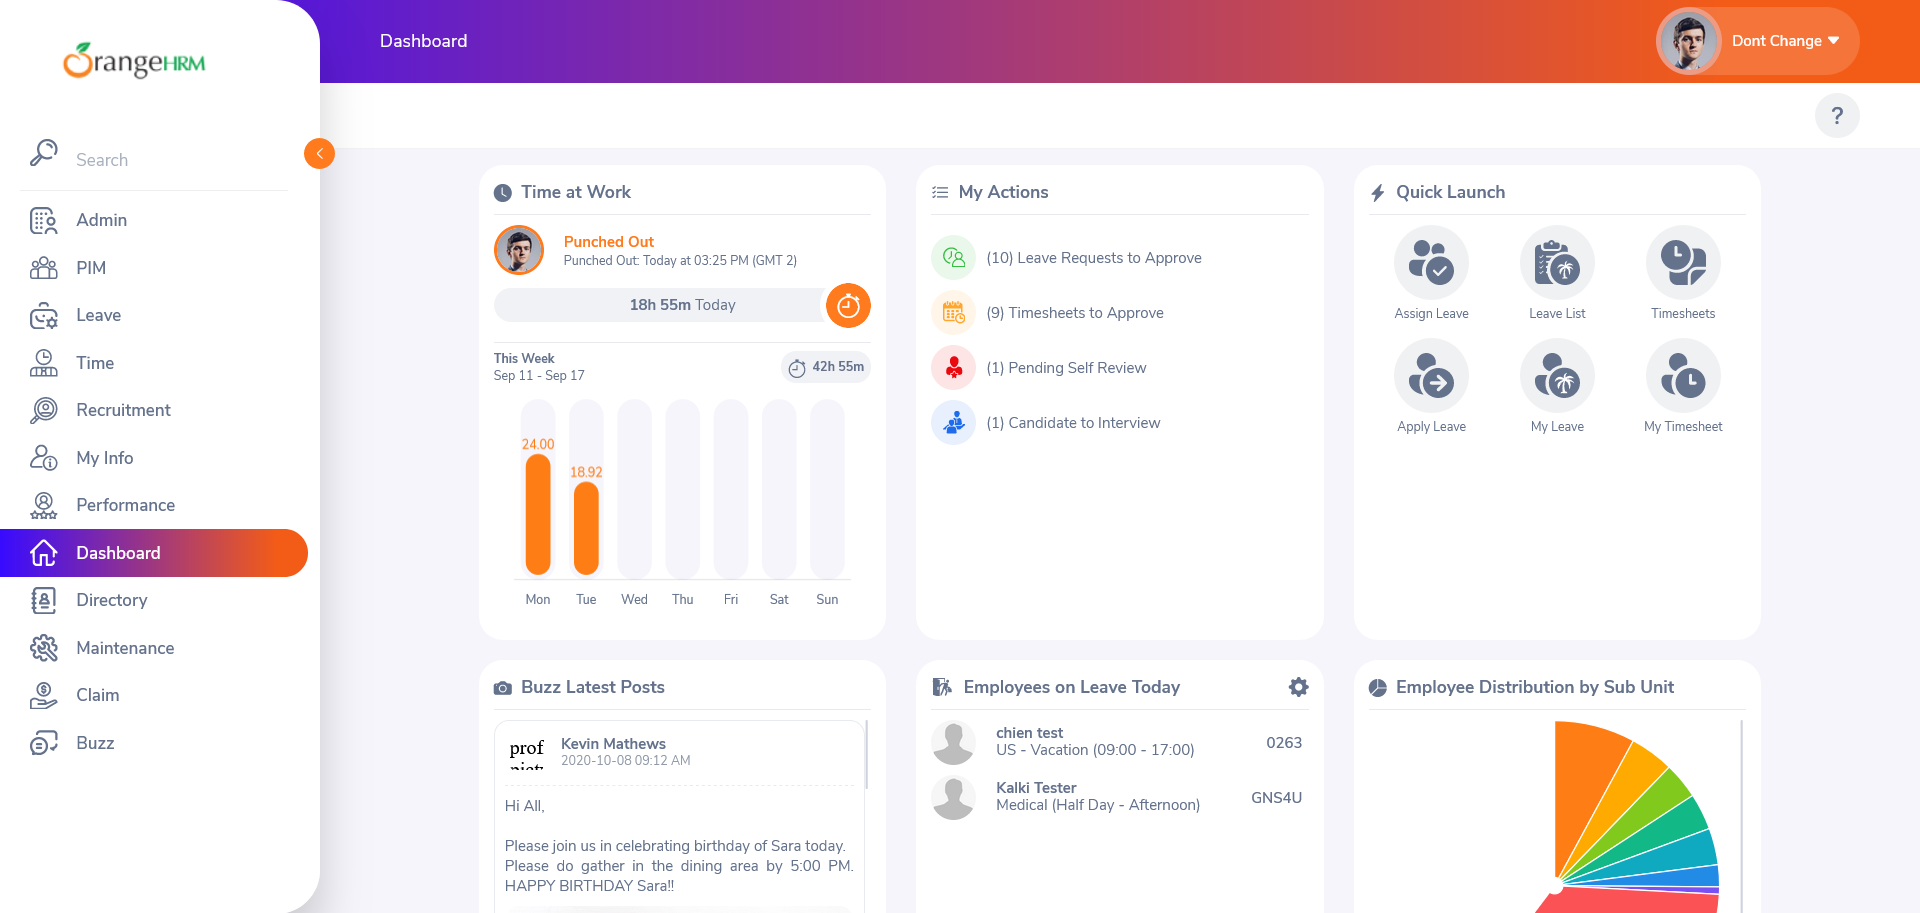 OrangeHRM
Search
Admin
PIM
Leave
Time
Recruitment
My Info
Performance
Dashboard
Directory
Maintenance
Claim
Buzz
Dashboard
Dont Change
?
Time at Work
Punched Out
Punched Out: Today at 03:25 PM (GMT 2)
18h 55m Today
This Week
Sep 11 - Sep 17
42h 55m
24.00
18.92
Mon Tue Wed Thu Fri Sat Sun
My Actions
(10) Leave Requests to Approve
(9) Timesheets to Approve
(1) Pending Self Review
(1) Candidate to Interview
Quick Launch
Assign Leave
Leave List
Timesheets
Apply Leave
My Leave
My Timesheet
Buzz Latest Posts
prof
Kevin Mathews
2020-10-08 09:12 AM
Hi All,
Please join us in celebrating birthday of Sara today.
Please do gather in the dining area by 5:00 PM.
HAPPY BIRTHDAY Sara!!
Employees on Leave Today
chien test
US - Vacation (09:00 - 17:00)
0263
Kalki Tester
Medical (Half Day - Afternoon)
GNS4U
Employee Distribution by Sub Unit